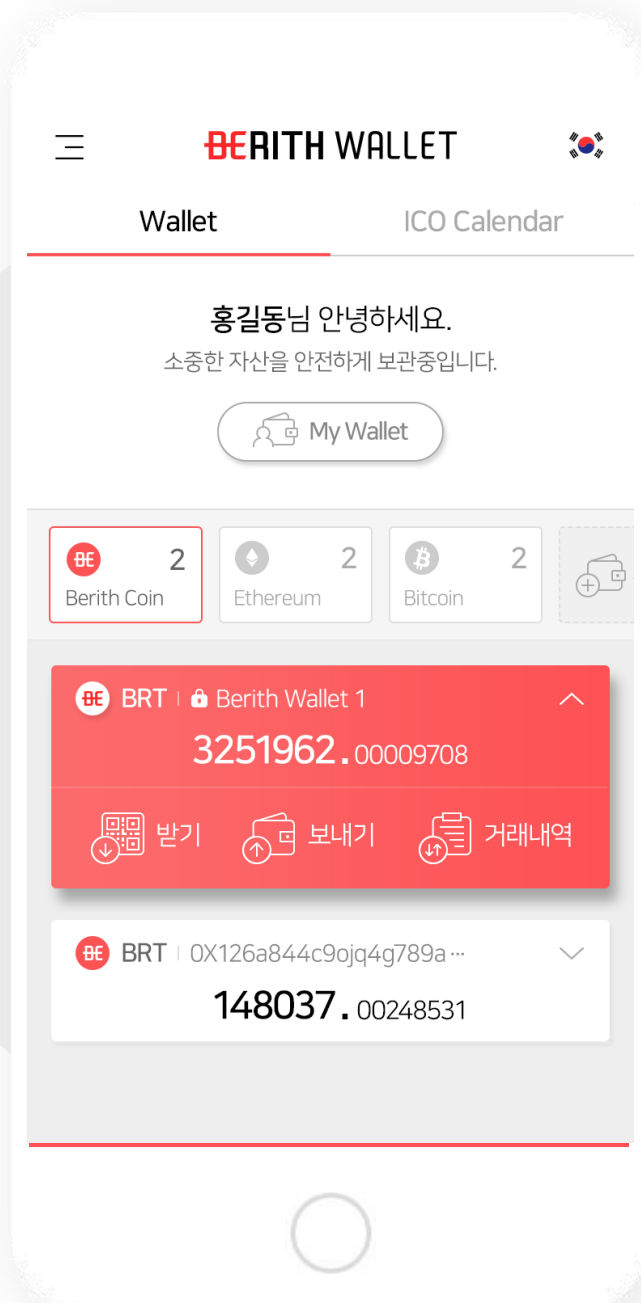 BERITH WALLET
Wallet ICO Calendar
홍길동님 안녕하세요.
소중한 자산을 안전하게 보관중입니다.
My Wallet
2 2 2
Berith Coin Ethereum Bitcoin
BRT Berith Wallet 1
3251962.00009708
받기 보내기 거래내역
BRT 0X126a844c9ojq4g789a...
148037.00248531